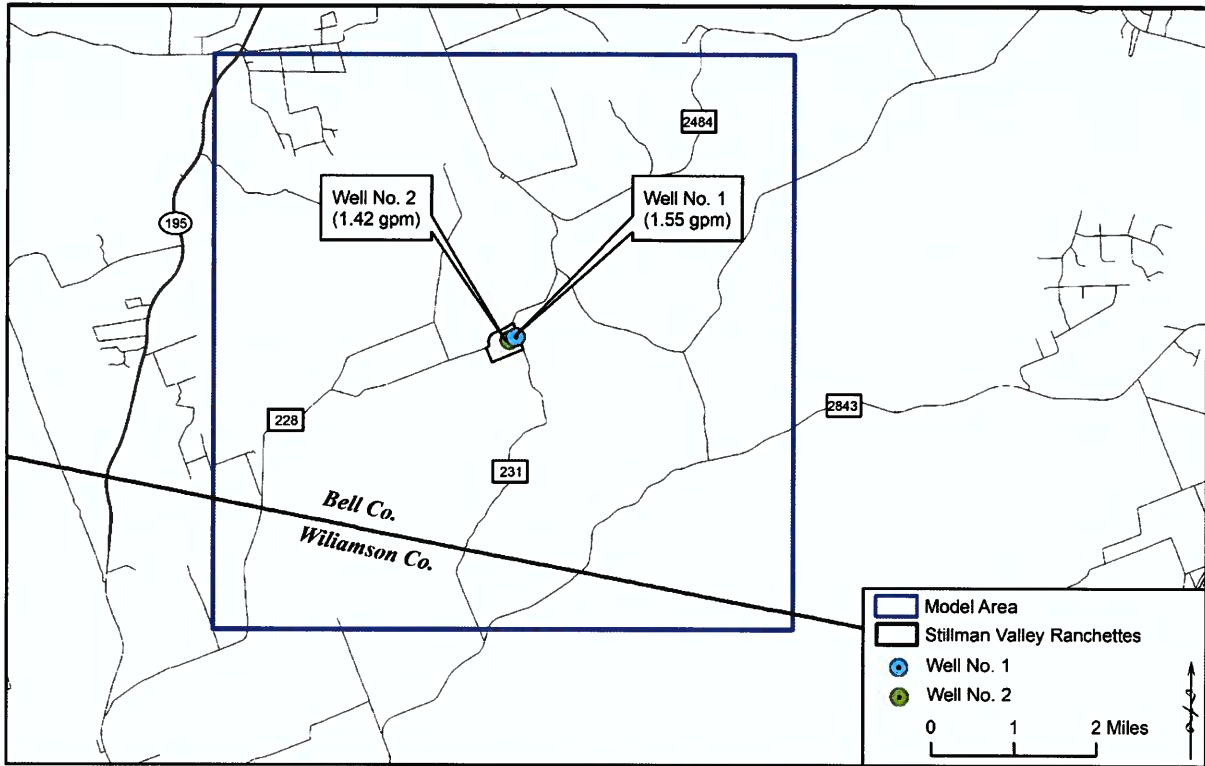 2484
Well No. 2
(1.42 gpm)
Well No. 1
(1.55 gpm)
195
228
2843
231
Bell Co.
Wiliamson Co.
Model Area
Stillman Valley Ranchettes
Well No. 1
Well No. 2
0 1 2 Miles